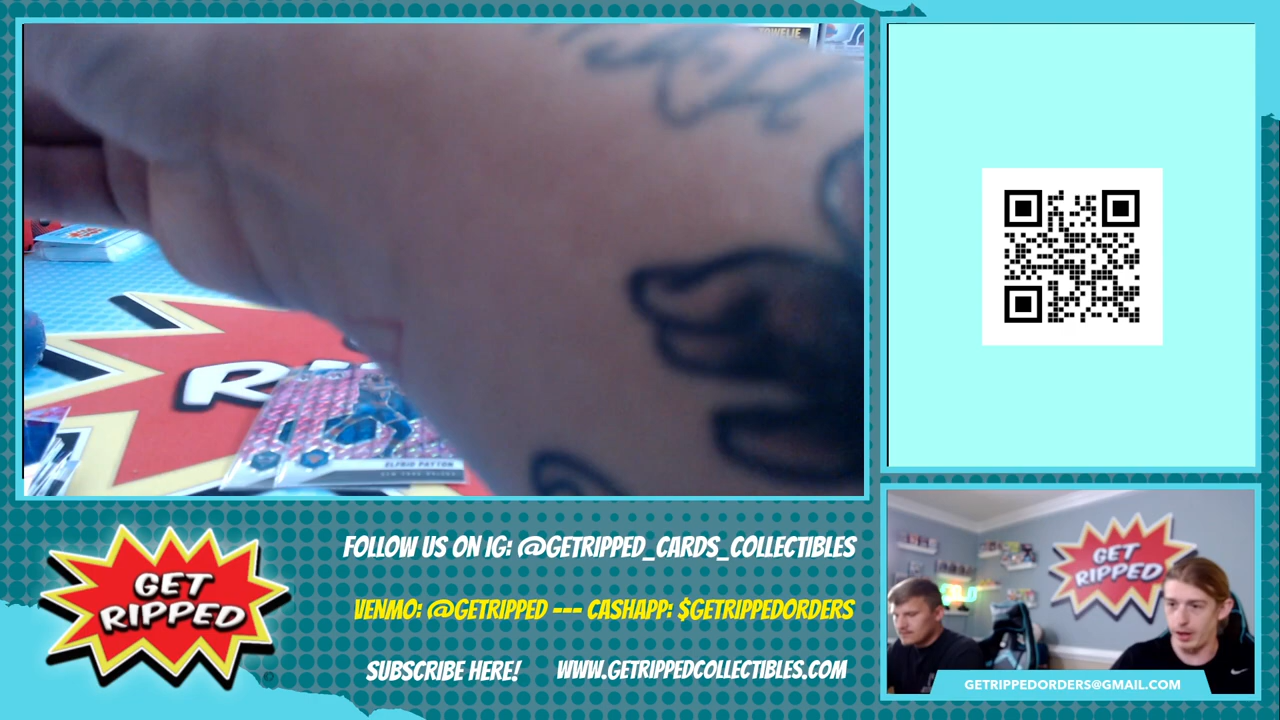 TOWELIE
R
ELFRID PAYTON
GET
RIPPED
FOLLOW US ON IG: @GETRIPPED_CARDS_COLLECTIBLES
VENMO: @GETRIPPED --- CASHAPP: $GETRIPPEDORDERS
SUBSCRIBE HERE! WWW.GETRIPPEDCOLLECTIBLES.COM
GET
RIPPED
GETRIPPEDORDERS@GMAIL.COM